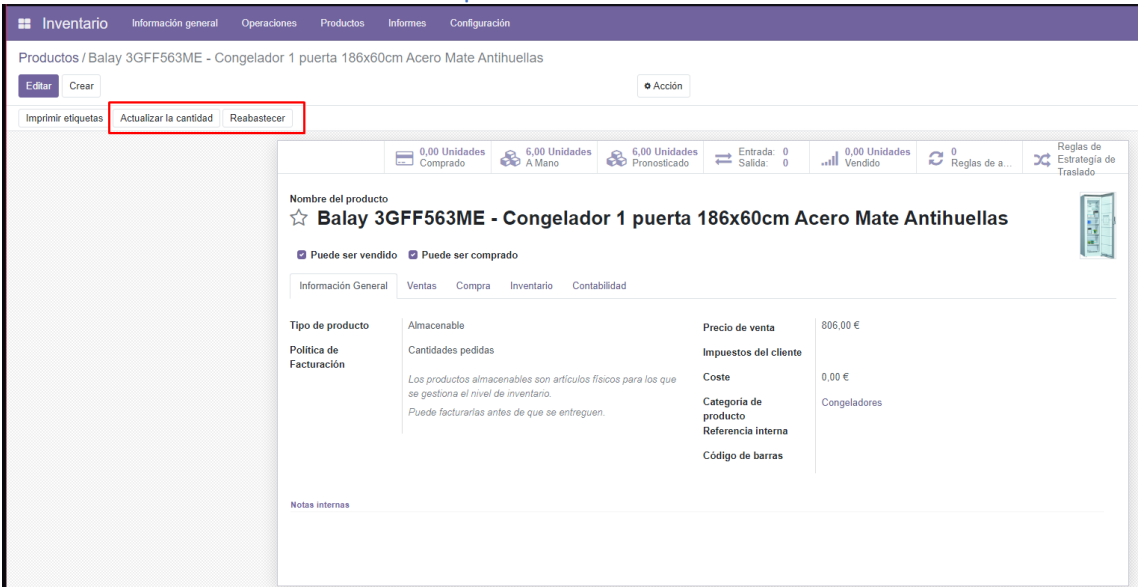 Inventario Información general Operaciones Productos Informes Configuración
Productos / Balay 3GFF563ME - Congelador 1 puerta 186x60cm Acero Mate Antihuellas
Editar Crear Acción
Imprimir etiquetas Actualizar la cantidad Reabastecer
0,00 Unidades
Comprado
6,00 Unidades
A Mano
6,00 Unidades
Pronosticado
Entrada: 0
Salida: 0
0,00 Unidades
Vendido
0
Reglas de a...
Reglas de
Estrategía de
Traslado
Nombre del producto
Balay 3GFF563ME - Congelador 1 puerta 186x60cm Acero Mate Antihuellas
Puede ser vendido Puede ser comprado
Información General Ventas Compra Inventario Contabilidad
Tipo de producto Almacenable
Política de
Facturación
Cantidades pedidas
Los productos almacenables son artículos físicos para los que
se gestiona el nivel de inventario.
Puede facturarlas antes de que se entreguen.
Precio de venta 806,00 €
Impuestos del cliente
Coste 0,00 €
Categoría de
producto
Congeladores
Referencia interna
Código de barras
Notas internas